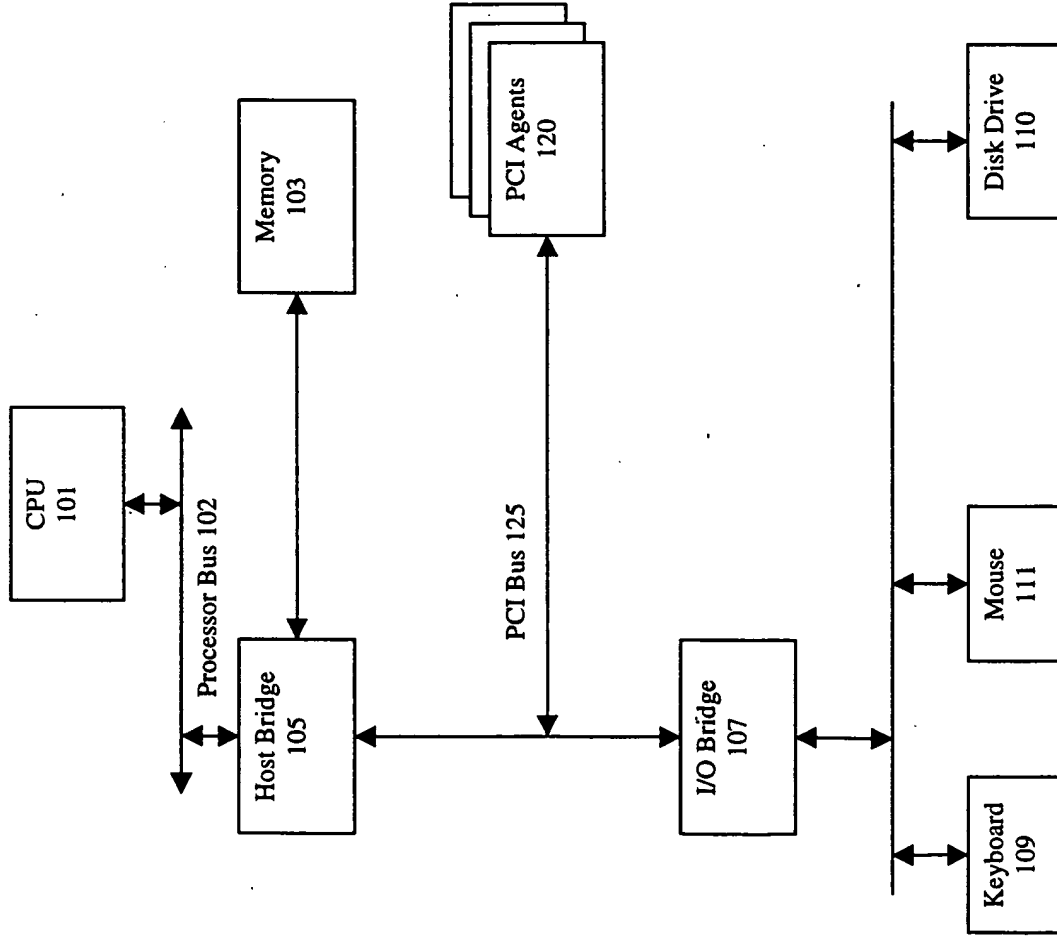 CPU
101
Processor Bus 102
Host Bridge
105
Memory
103
PCI Bus 125
PCI Agents
120
I/O Bridge
107
Keyboard
109
Mouse
111
Disk Drive
110